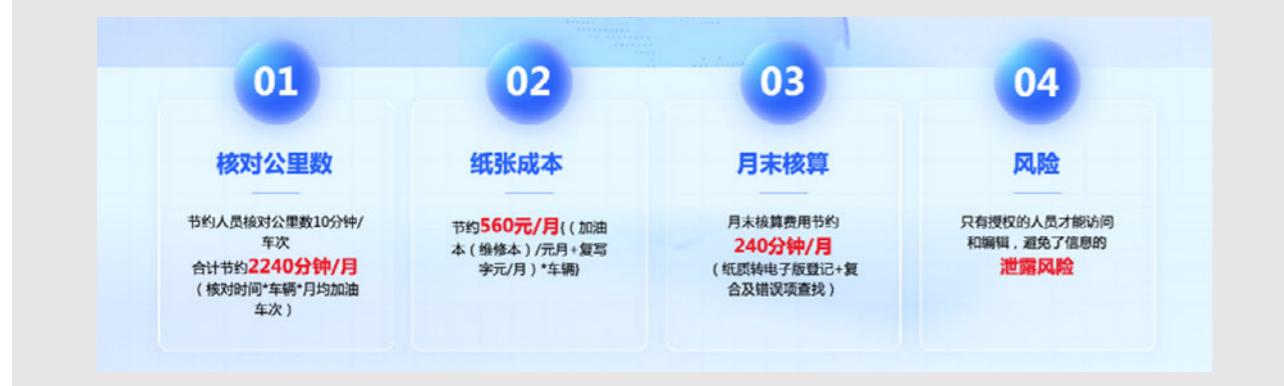 01
核对公里数
节约人员核对公里数10分钟/
车次
合计节约2240分钟/月
（核对时间*车辆*月均加油
车次）
02
纸张成本
节约560元/月{（加油
本（维修本）/元月+复写
字元/月）*车辆}
03
月末核算
月末核算费用节约
240分钟/月
（纸质转电子版登记+复
合及错误项查找）
04
风险
只有授权的人员才能访问
和编辑，避免了信息的
泄露风险